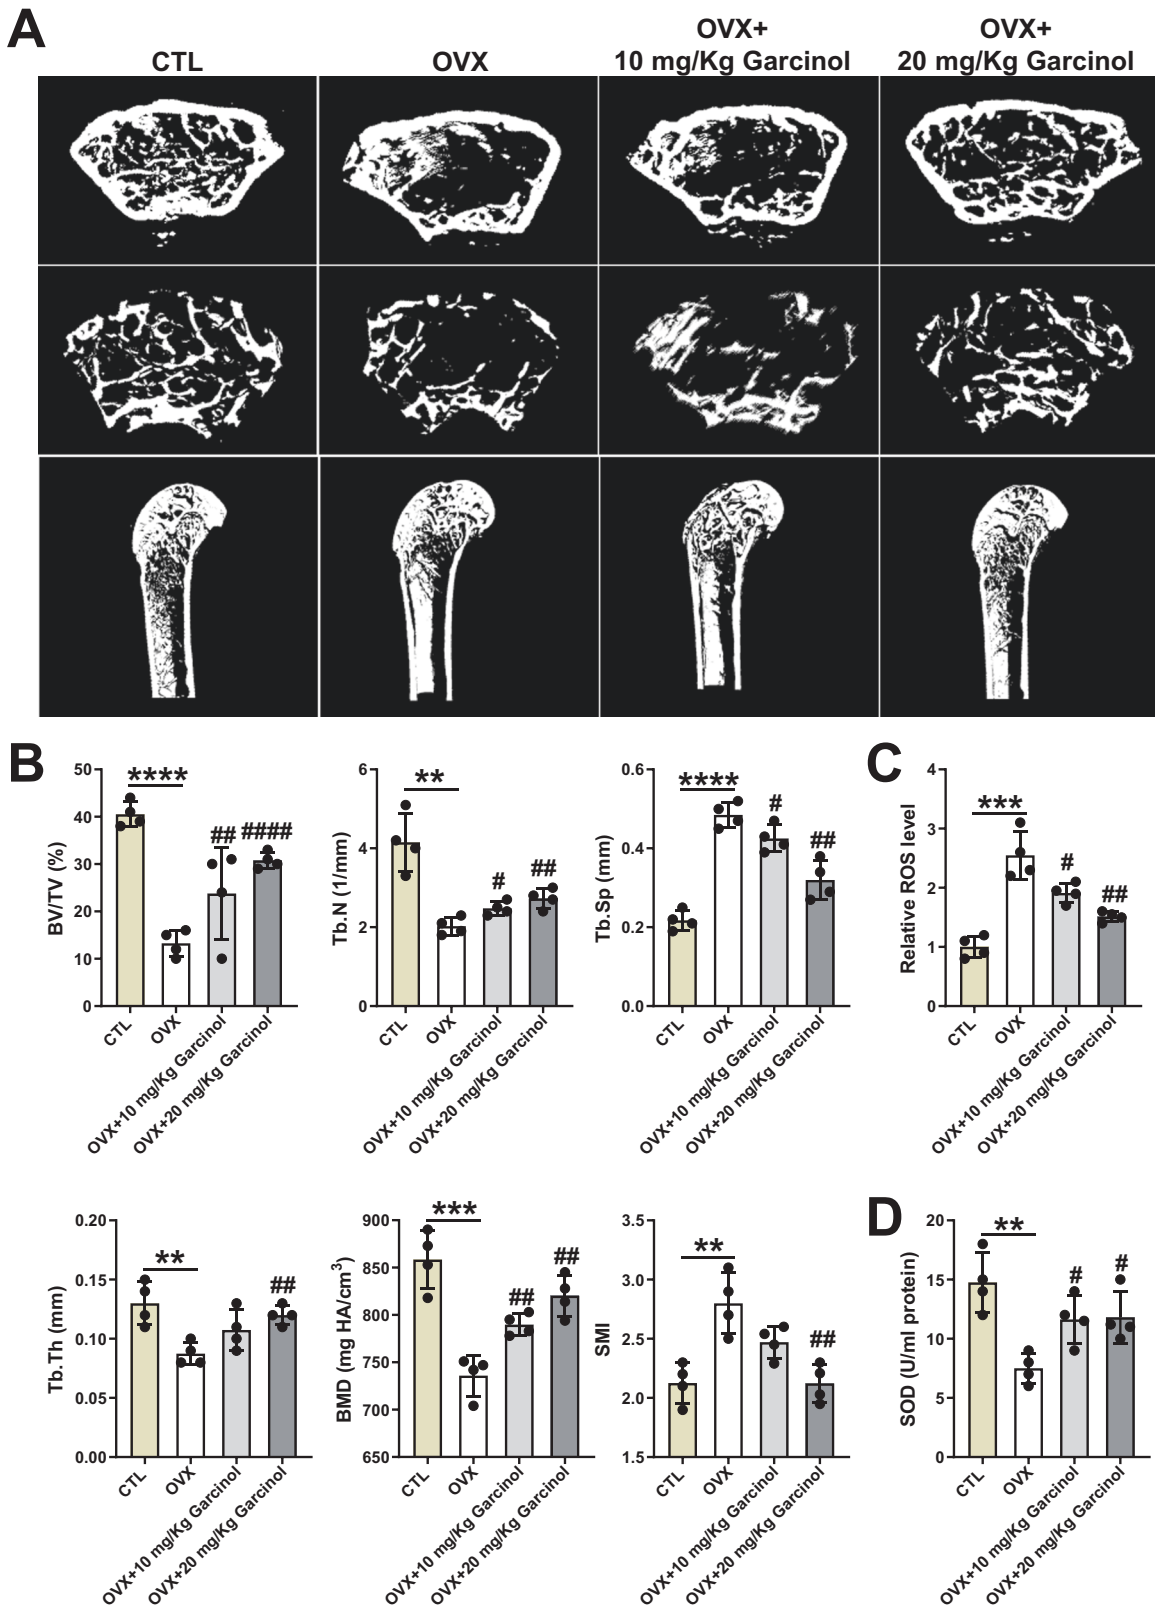 A
CTL
OVX
OVX+
10 mg/Kg Garcinol
OVX+
20 mg/Kg Garcinol
B
BV/TV (%)
50
40
30
20
10
0
****
##
####
CTL
OVX
OVX+10 mg/Kg Garcinol
OVX+20 mg/Kg Garcinol
Tb.N (1/mm)
6
4
2
0
**
#
##
CTL
OVX
OVX+10 mg/Kg Garcinol
OVX+20 mg/Kg Garcinol
Tb.Sp (mm)
0.6
0.4
0.2
0.0
****
#
##
CTL
OVX
OVX+10 mg/Kg Garcinol
OVX+20 mg/Kg Garcinol
C
Relative ROS level
4
3
2
1
0
***
#
##
CTL
OVX
OVX+10 mg/Kg Garcinol
OVX+20 mg/Kg Garcinol
Tb.Th (mm)
0.20
0.15
0.10
0.05
0.00
**
##
CTL
OVX
OVX+10 mg/Kg Garcinol
OVX+20 mg/Kg Garcinol
BMD (mg HA/cm³)
900
850
800
750
700
650
***
##
##
CTL
OVX
OVX+10 mg/Kg Garcinol
OVX+20 mg/Kg Garcinol
SMI
3.5
3.0
2.5
2.0
1.5
**
##
CTL
OVX
OVX+10 mg/Kg Garcinol
OVX+20 mg/Kg Garcinol
D
SOD (U/ml protein)
20
15
10
5
0
**
#
#
CTL
OVX
OVX+10 mg/Kg Garcinol
OVX+20 mg/Kg Garcinol